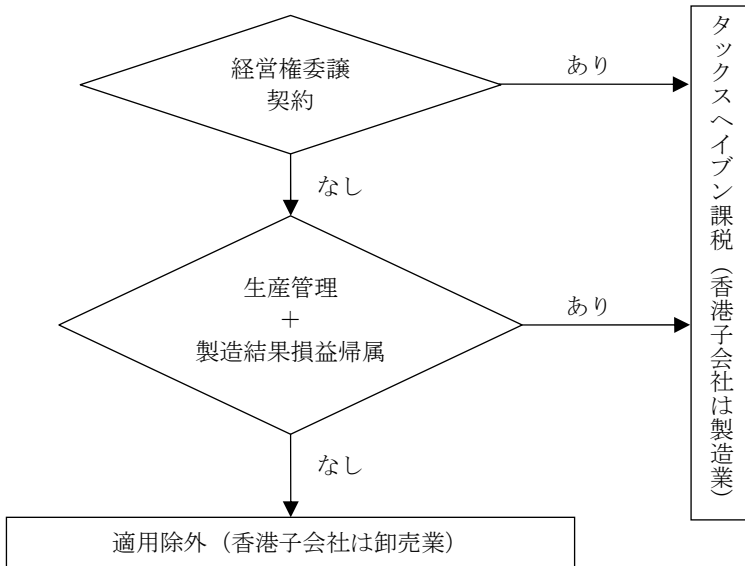 経営権委譲
契約
あり
タックスヘイブン課税（香港子会社は製造業）
なし
生産管理
＋
製造結果損益帰属
あり
なし
適用除外（香港子会社は卸売業）